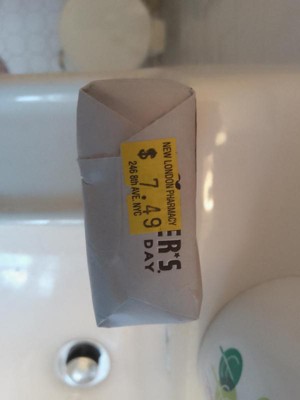 NEW LONDON PHARMACY
$ 7.49
246 8th AVE. NYC
ER'S.
DAY